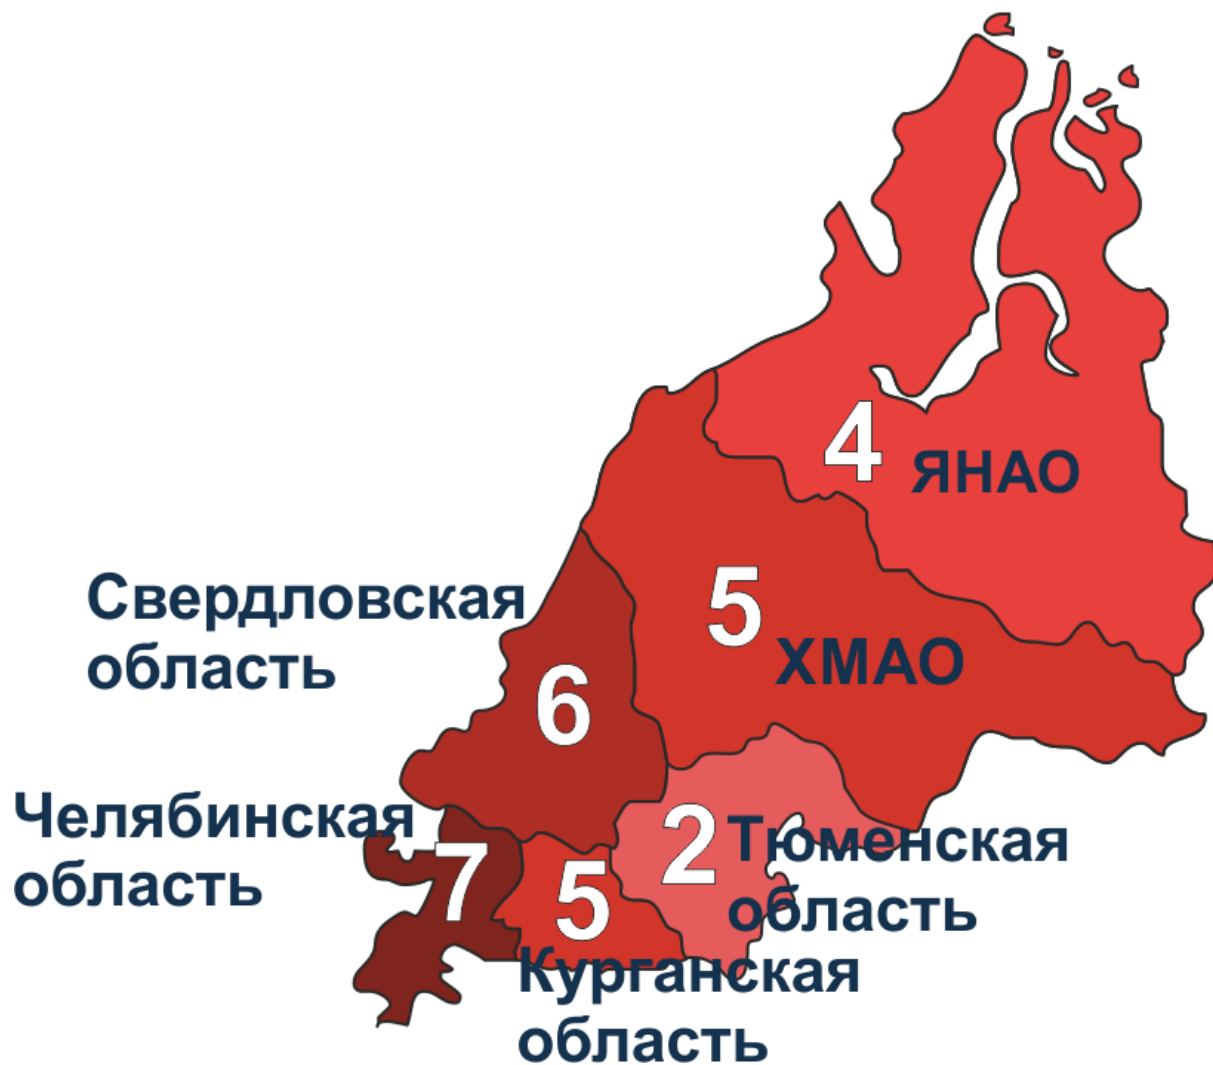 4
ЯНАО
5
ХМАО
Свердловская
область
6
Челябинская
область
7
5
2
Тюменская
область
Курганская
область